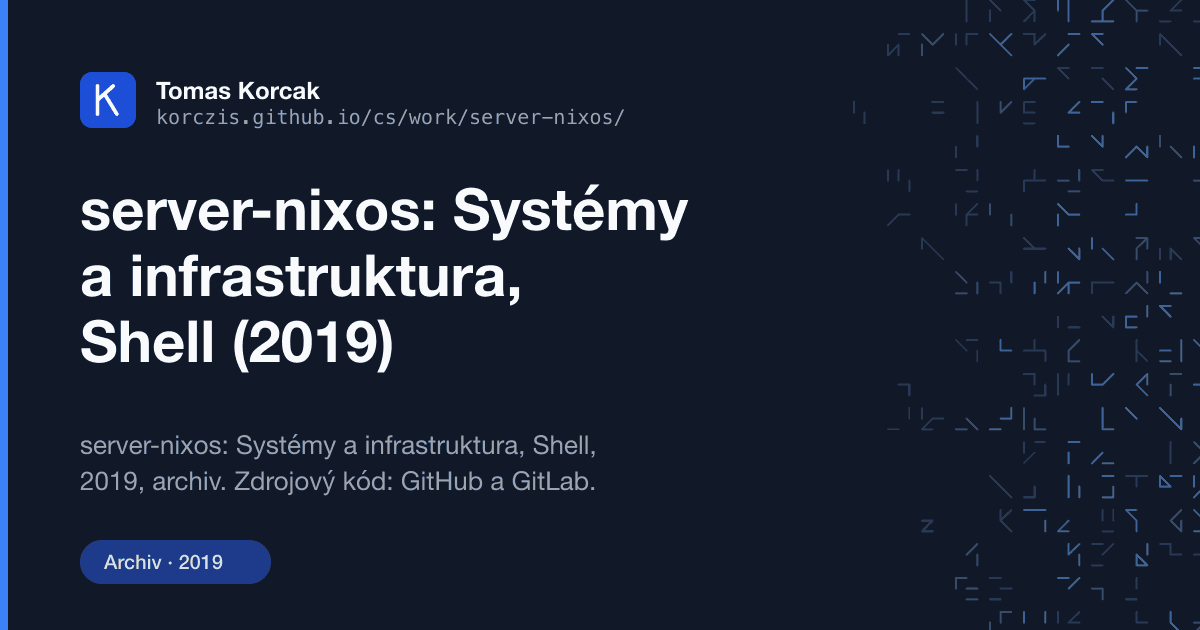 K
Tomas Korcak
korczis.github.io/cs/work/server-nixos/
server-nixos: Systémy
a infrastruktura,
Shell (2019)
server-nixos: Systémy a infrastruktura, Shell,
2019, archiv. Zdrojový kód: GitHub a GitLab.
Archiv · 2019